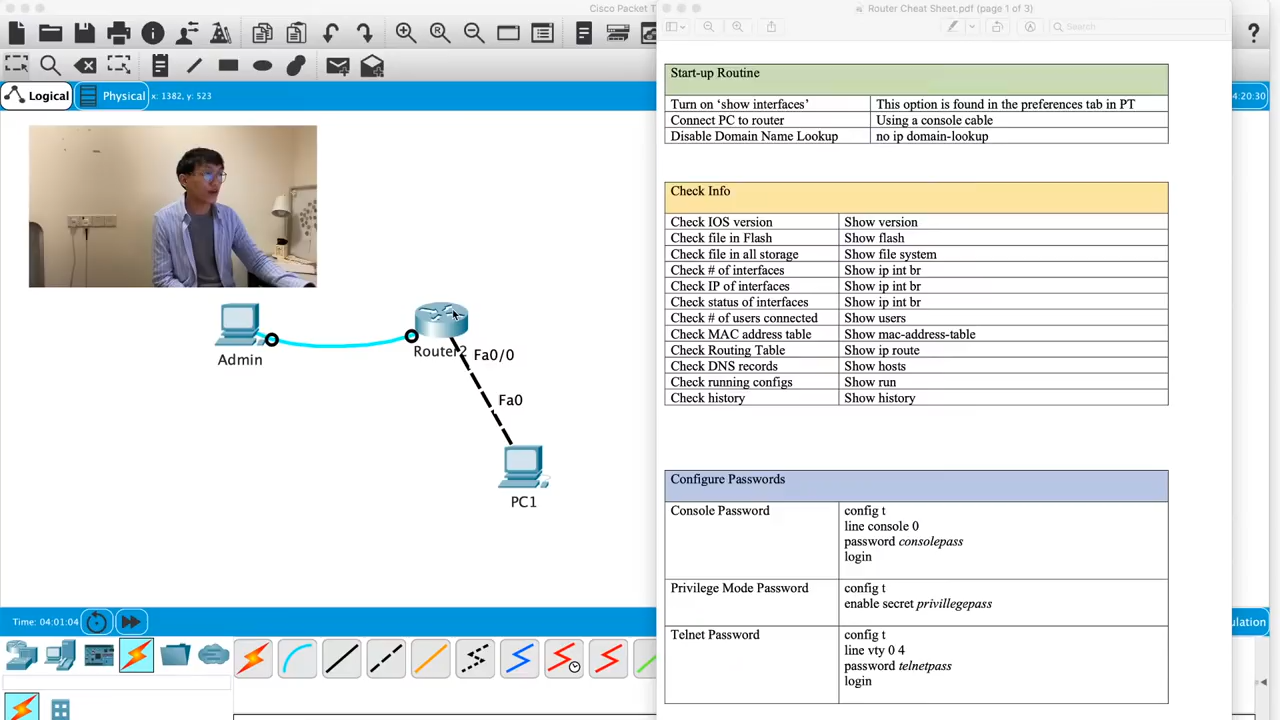 Cisco Packet T
Router Cheat Sheet.pdf (page 1 of 3)
Search
?
?
Logical
Physical
x: 1382, y: 523
4:20:30
Start-up Routine
Turn on ‘show interfaces’ This option is found in the preferences tab in PT
Connect PC to router Using a console cable
Disable Domain Name Lookup no ip domain-lookup
Check Info
Check IOS version Show version
Check file in Flash Show flash
Check file in all storage Show file system
Check # of interfaces Show ip int br
Check IP of interfaces Show ip int br
Check status of interfaces Show ip int br
Check # of users connected Show users
Check MAC address table Show mac-address-table
Check Routing Table Show ip route
Check DNS records Show hosts
Check running configs Show run
Check history Show history
Admin
Router2
Fa0/0
Fa0
PC1
Configure Passwords
Console Password config t
line console 0
password consolepass
login
Privilege Mode Password config t
enable secret privillegepass
Telnet Password config t
line vty 0 4
password telnetpass
login
Time: 04:01:04
ulation